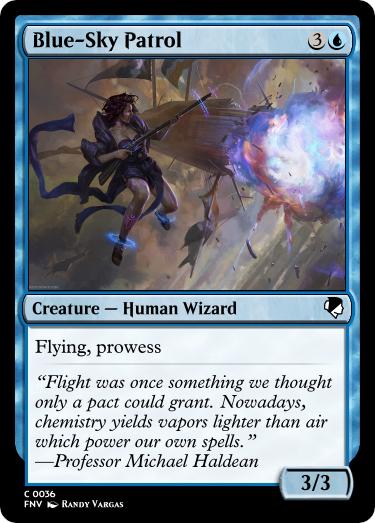 Blue-Sky Patrol 3
Creature — Human Wizard
Flying, prowess
“Flight was once something we thought
only a pact could grant. Nowadays,
chemistry yields vapors lighter than air
which power our own spells.”
—Professor Michael Haldean
3/3
C 0036
FNV RANDY VARGAS